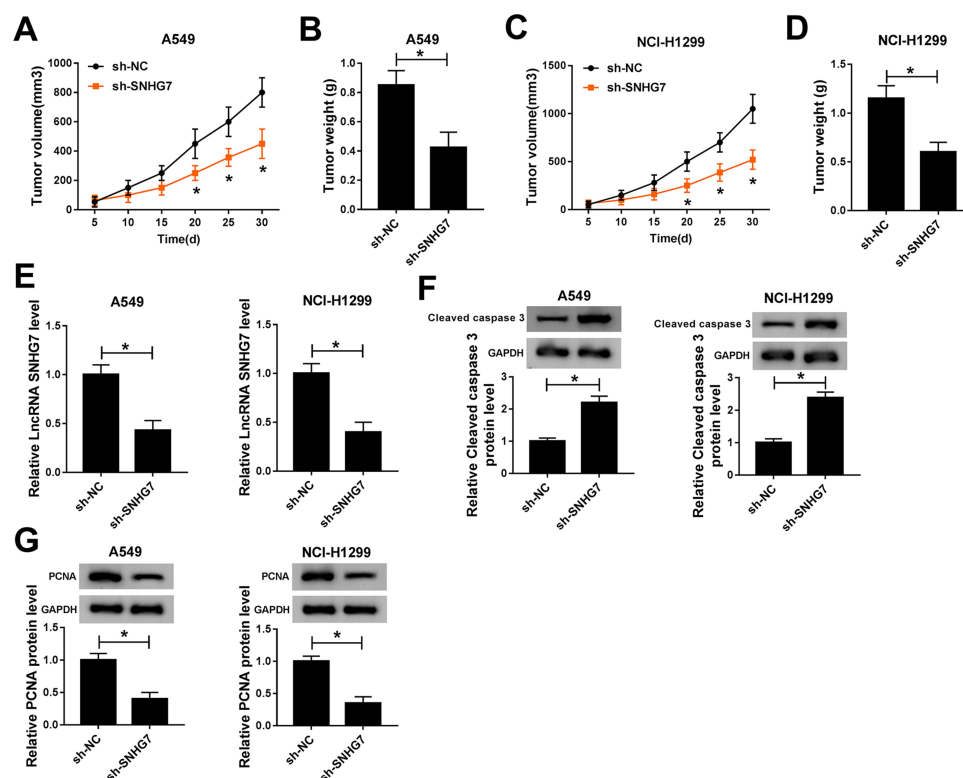 A
A549
sh-NC
sh-SNHG7
Tumor volume(mm3)
1000
800
600
400
200
0
* * *
5 10 15 20 25 30
Time(d)
B
A549
*
Tumor weight (g)
1.0
0.8
0.6
0.4
0.2
0.0
sh-NC
sh-SNHG7
C
NCI-H1299
sh-NC
sh-SNHG7
Tumor volume(mm3)
1500
1000
500
0
* * *
5 10 15 20 25 30
Time(d)
D
NCI-H1299
*
Tumor weight (g)
1.5
1.0
0.5
0.0
sh-NC
sh-SNHG7
E
A549
*
Relative LncRNA SNHG7 level
1.5
1.0
0.5
0.0
sh-NC
sh-SNHG7
NCI-H1299
*
Relative LncRNA SNHG7 level
1.5
1.0
0.5
0.0
sh-NC
sh-SNHG7
F
A549
Cleaved caspase 3
GAPDH
*
Relative Cleaved caspase 3
protein level
3
2
1
0
sh-NC
sh-SNHG7
NCI-H1299
Cleaved caspase 3
GAPDH
*
Relative Cleaved caspase 3
protein level
3
2
1
0
sh-NC
sh-SNHG7
G
A549
PCNA
GAPDH
*
Relative PCNA protein level
1.5
1.0
0.5
0.0
sh-NC
sh-SNHG7
NCI-H1299
PCNA
GAPDH
*
Relative PCNA protein level
1.5
1.0
0.5
0.0
sh-NC
sh-SNHG7